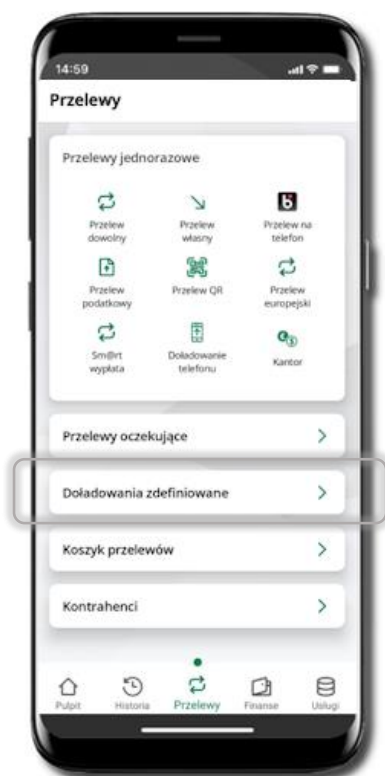 14:59
Przelewy
Przelewy jednorazowe
Przelew
dowolny
Przelew
własny
Przelew na
telefon
Przelew
podatkowy
Przelew QR
Przelew
europejski
Sm@rt
wypłata
Doładowanie
telefonu
Kantor
Przelewy oczekujące
Doładowania zdefiniowane
Koszyk przelewów
Kontrahenci
Pulpit
Historia
Przelewy
Finanse
Usługi